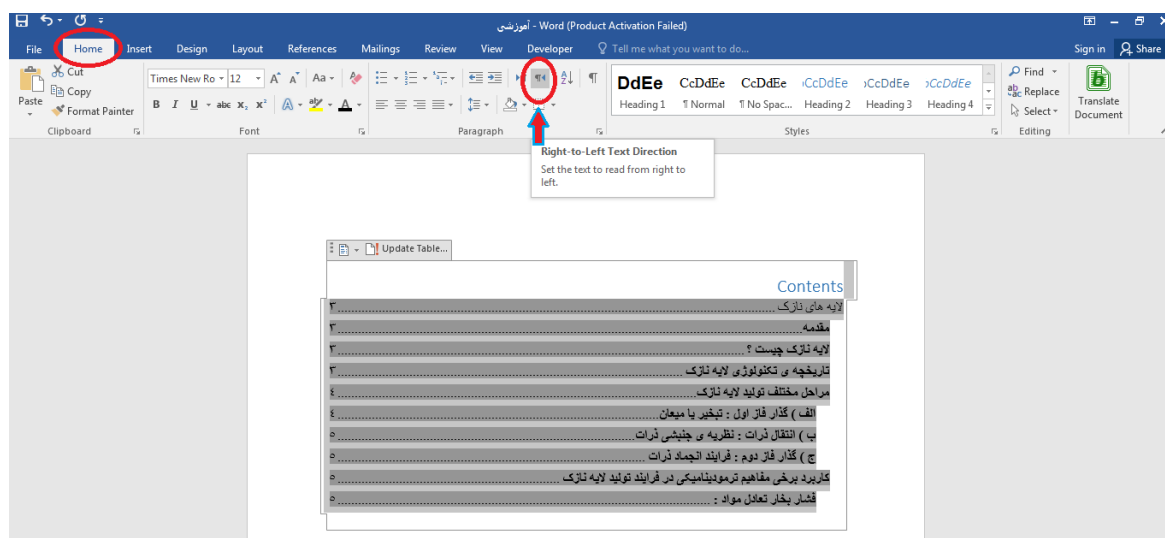 آموزشی - Word (Product Activation Failed)
File Home Insert Design Layout References Mailings Review View Developer Tell me what you want to do... Sign in Share
Paste
Cut
Copy
Format Painter
Clipboard
Times New Ro 12 Aa
B I U abc X₂ X² A ab A
Font
Paragraph
DdEe CcDdEe CcDdEe CcDdEe CcDdEe CcDdEe
Heading 1 ¶ Normal ¶ No Spac... Heading 2 Heading 3 Heading 4
Styles
Find
Replace
Select
Editing
Translate
Document
Right-to-Left Text Direction
Set the text to read from right to
left.
Update Table...
Contents
لایه های نازک ........ ۳
مقدمه ........ ۳
لایه نازک چیست ؟ ........ ۳
تاریخچه ی تکنولوژی لایه نازک ........ ۳
مراحل مختلف تولید لایه نازک ........ ٤
الف ) گذار فاز اول : تبخیر یا میعان ........ ٤
ب ) انتقال ذرات : نظریه ی جنبشی ذرات ........ ٥
ج ) گذار فاز دوم : فرایند انجماد ذرات ........ ٥
کاربرد برخی مفاهیم ترمودینامیکی در فرایند تولید لایه نازک ........ ٥
فشار بخار تعادل مواد : ........ ٥